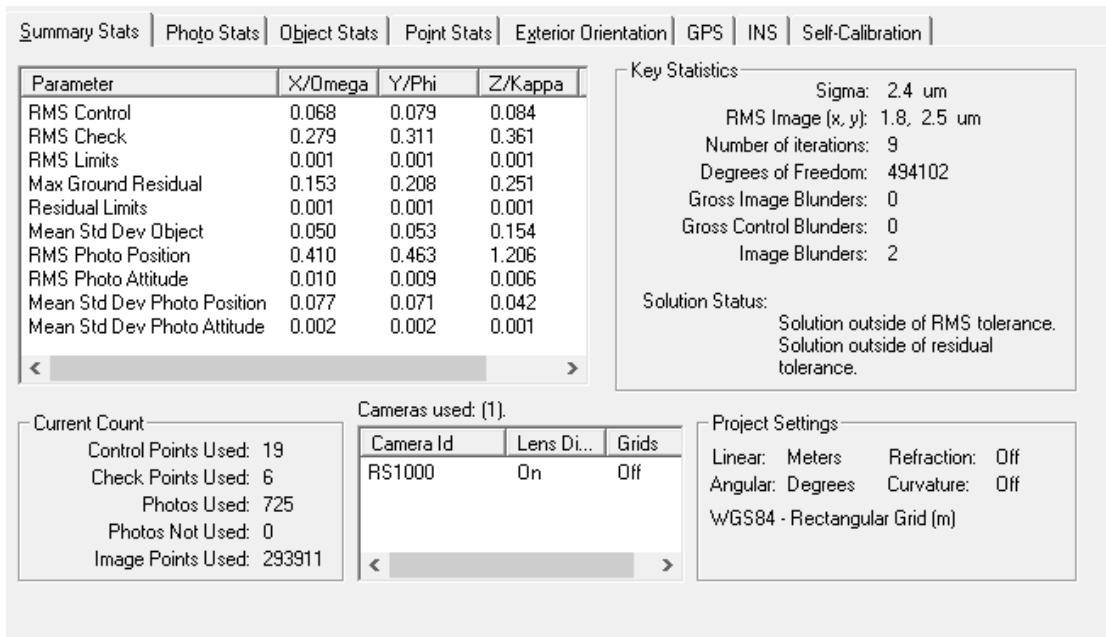 Summary Stats Photo Stats Object Stats Point Stats Exterior Orientation GPS INS Self-Calibration
Parameter X/Omega Y/Phi Z/Kappa
RMS Control 0.068 0.079 0.084
RMS Check 0.279 0.311 0.361
RMS Limits 0.001 0.001 0.001
Max Ground Residual 0.153 0.208 0.251
Residual Limits 0.001 0.001 0.001
Mean Std Dev Object 0.050 0.053 0.154
RMS Photo Position 0.410 0.463 1.206
RMS Photo Attitude 0.010 0.009 0.006
Mean Std Dev Photo Position 0.077 0.071 0.042
Mean Std Dev Photo Attitude 0.002 0.002 0.001
Key Statistics
Sigma: 2.4 um
RMS Image (x, y): 1.8, 2.5 um
Number of iterations: 9
Degrees of Freedom: 494102
Gross Image Blunders: 0
Gross Control Blunders: 0
Image Blunders: 2
Solution Status:
Solution outside of RMS tolerance.
Solution outside of residual
tolerance.
Current Count
Control Points Used: 19
Check Points Used: 6
Photos Used: 725
Photos Not Used: 0
Image Points Used: 293911
Cameras used: (1).
Camera Id Lens Di... Grids
RS1000 On Off
Project Settings
Linear: Meters Refraction: Off
Angular: Degrees Curvature: Off
WGS84 - Rectangular Grid (m)